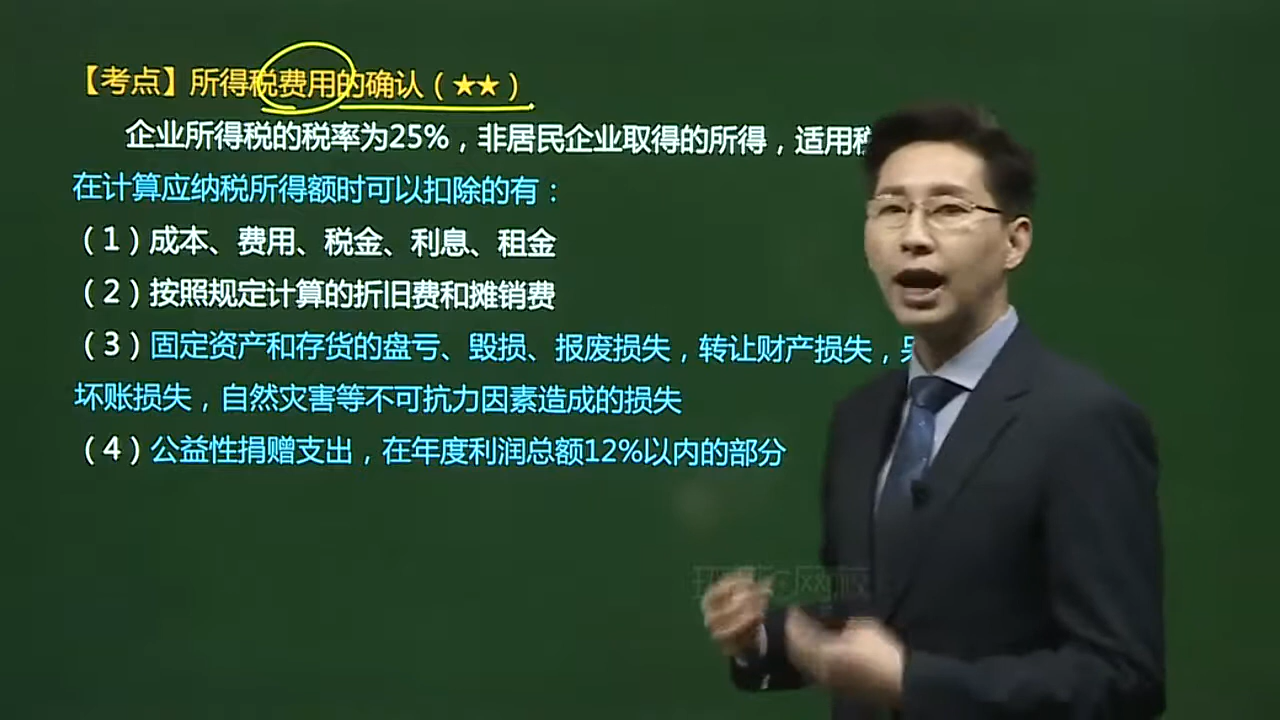 【考点】所得税费用的确认（★★）
企业所得税的税率为25%，非居民企业取得的所得，适用税
在计算应纳税所得额时可以扣除的有：
（1）成本、费用、税金、利息、租金
（2）按照规定计算的折旧费和摊销费
（3）固定资产和存货的盘亏、毁损、报废损失，转让财产损失，
坏账损失，自然灾害等不可抗力因素造成的损失
（4）公益性捐赠支出，在年度利润总额12%以内的部分